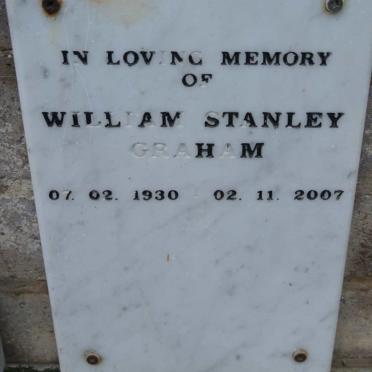 IN LOVING MEMORY
OF
WILLIAM STANLEY
GRAHAM
07. 02. 1930 02. 11. 2007